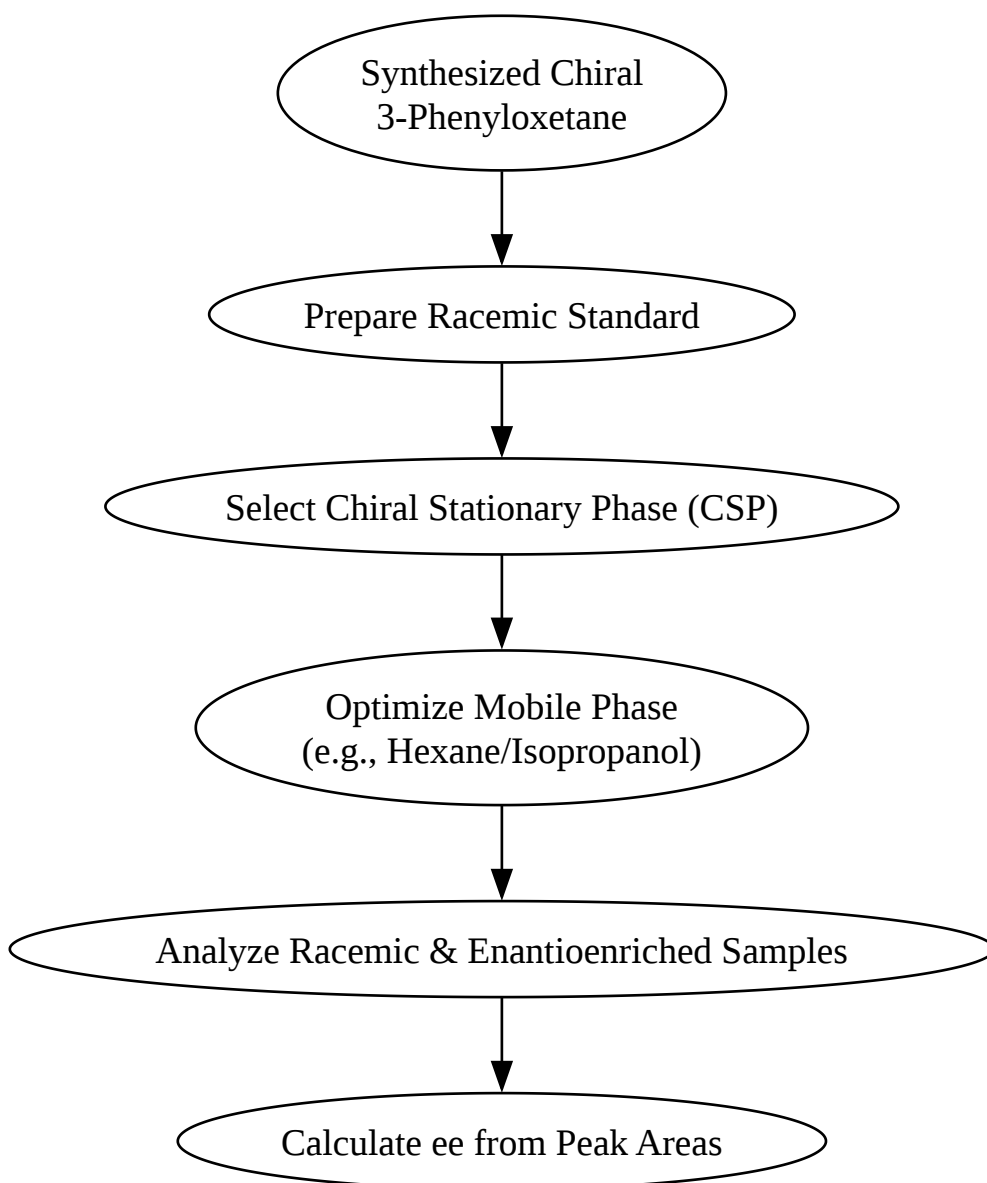 Synthesized Chiral
3-Phenyloxetane
Prepare Racemic Standard
Select Chiral Stationary Phase (CSP)
Optimize Mobile Phase
(e.g., Hexane/Isopropanol)
Analyze Racemic & Enantioenriched Samples
Calculate ee from Peak Areas